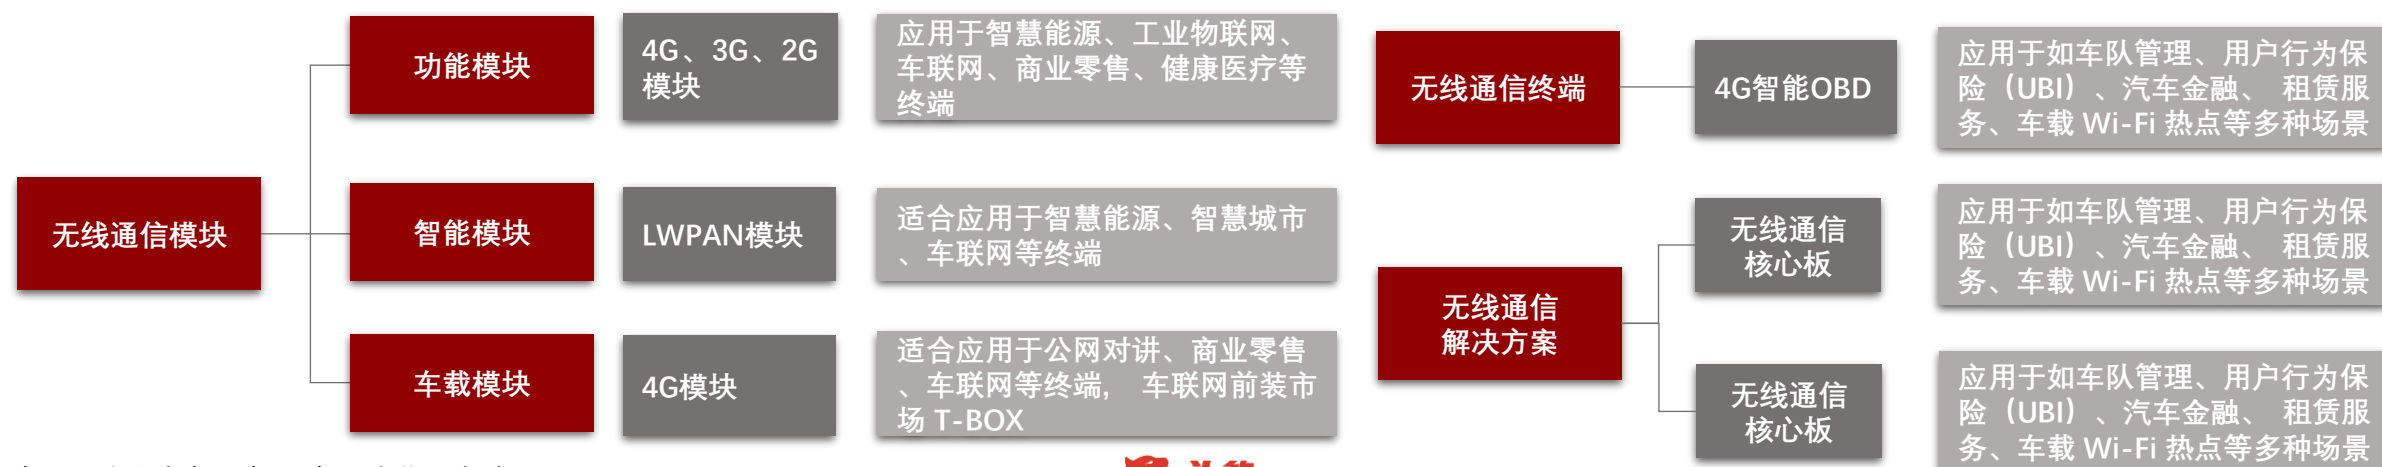 无线通信模块
功能模块
4G、3G、2G
模块
应用于智慧能源、工业物联网、
车联网、商业零售、健康医疗等
终端
智能模块
LWPAN模块
适合应用于智慧能源、智慧城市
、车联网等终端
车载模块
4G模块
适合应用于公网对讲、商业零售
、车联网等终端, 车联网前装市
场 T-BOX
无线通信终端
4G智能OBD
应用于如车队管理、用户行为保
险（UBI）、汽车金融、 租赁服
务、车载 Wi-Fi 热点等多种场景
无线通信
解决方案
无线通信
核心板
应用于如车队管理、用户行为保
险（UBI）、汽车金融、 租赁服
务、车载 Wi-Fi 热点等多种场景
无线通信
核心板
应用于如车队管理、用户行为保
险（UBI）、汽车金融、 租赁服
务、车载 Wi-Fi 热点等多种场景